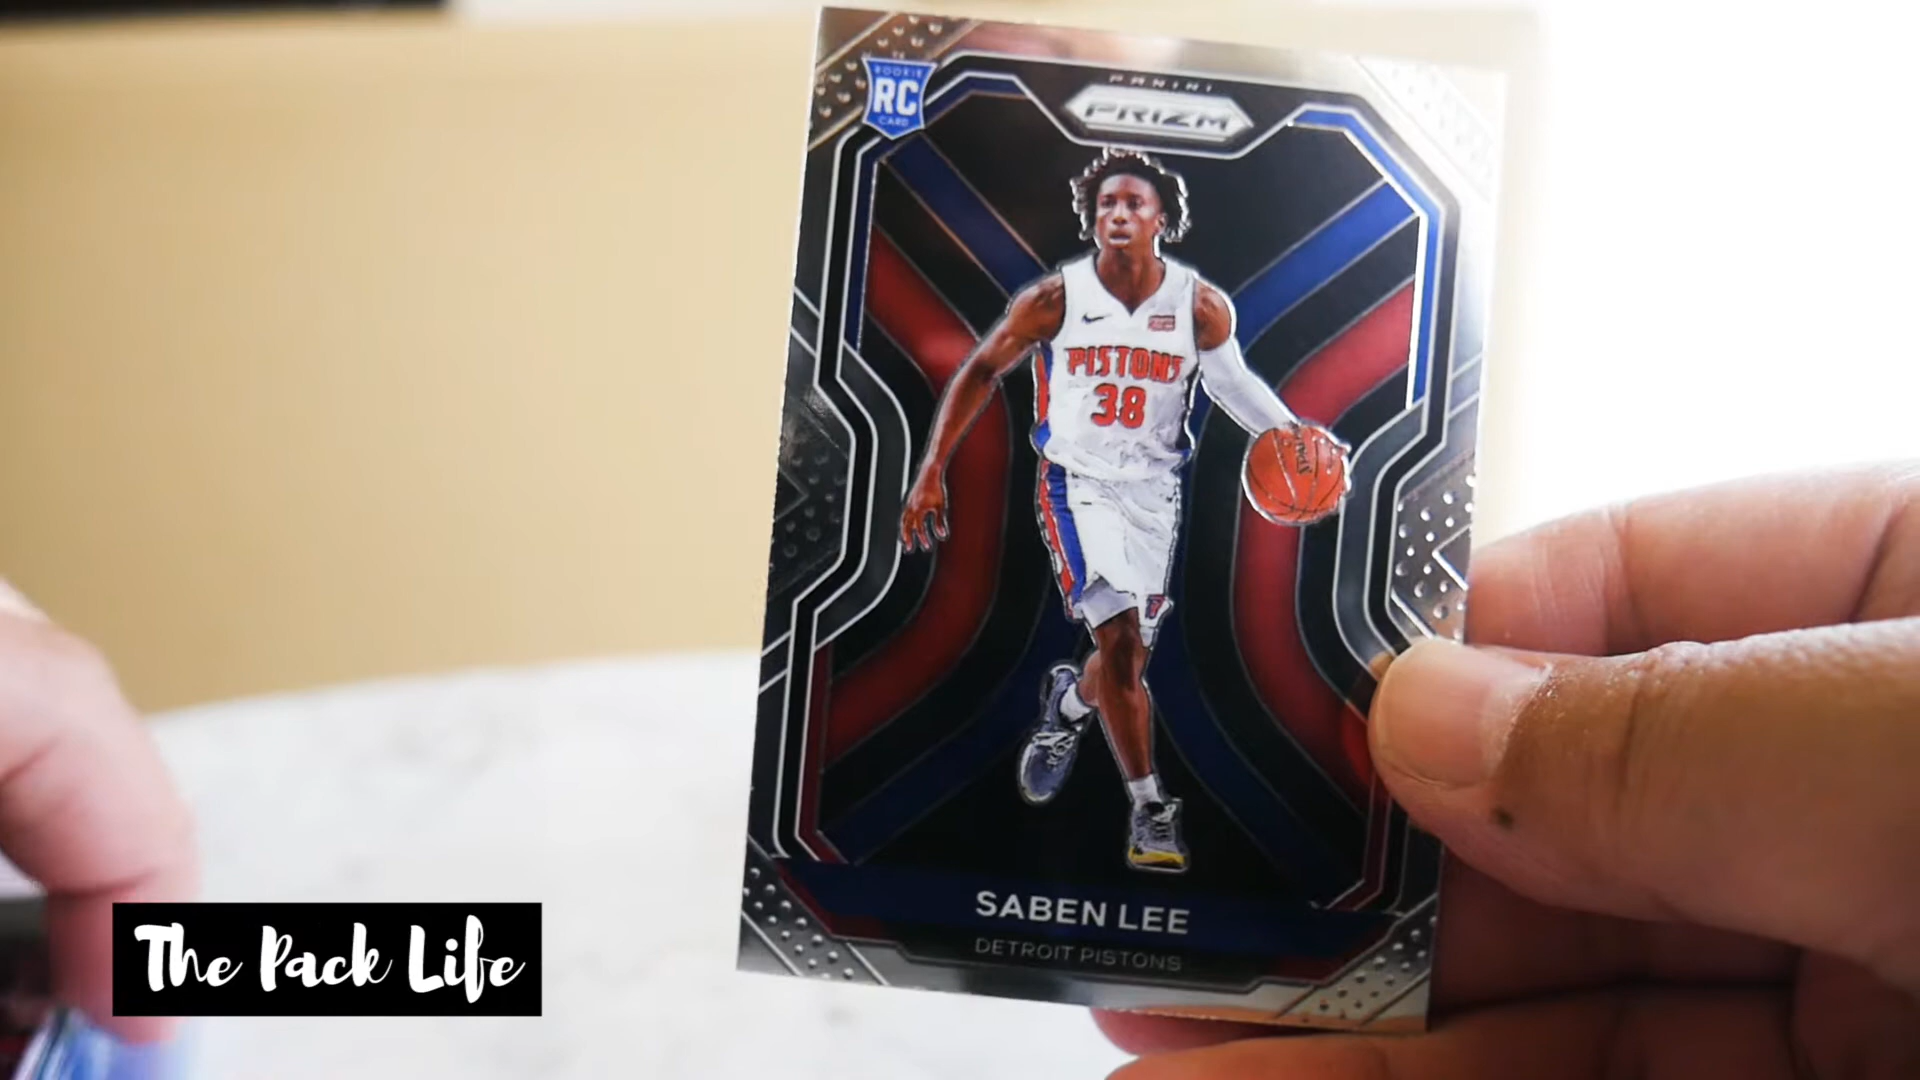 ROOKIE
RC
CARD
PANINI
PRIZM
PISTONS
38
SABEN LEE
DETROIT PISTONS
The Pack Life